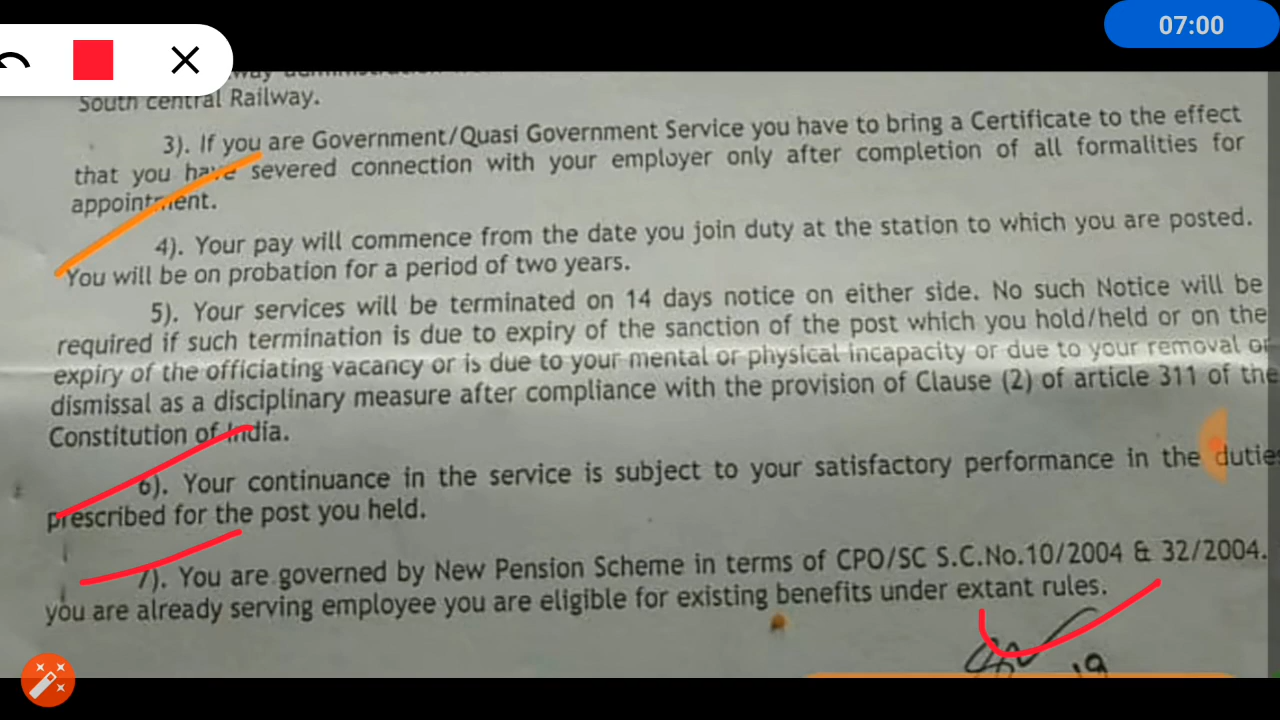 07:00
South central Railway.
3). If you are Government/Quasi Government Service you have to bring a Certificate to the effect
that you have severed connection with your employer only after completion of all formalities for
appointment.
4). Your pay will commence from the date you join duty at the station to which you are posted.
You will be on probation for a period of two years.
5). Your services will be terminated on 14 days notice on either side. No such Notice will be
required if such termination is due to expiry of the sanction of the post which you hold/held or on the
expiry of the officiating vacancy or is due to your mental or physical incapacity or due to your removal or
dismissal as a disciplinary measure after compliance with the provision of Clause (2) of article 311 of the
Constitution of India.
6). Your continuance in the service is subject to your satisfactory performance in the duties
prescribed for the post you held.
7). You are governed by New Pension Scheme in terms of CPO/SC S.C.No.10/2004 & 32/2004.
you are already serving employee you are eligible for existing benefits under extant rules.
19